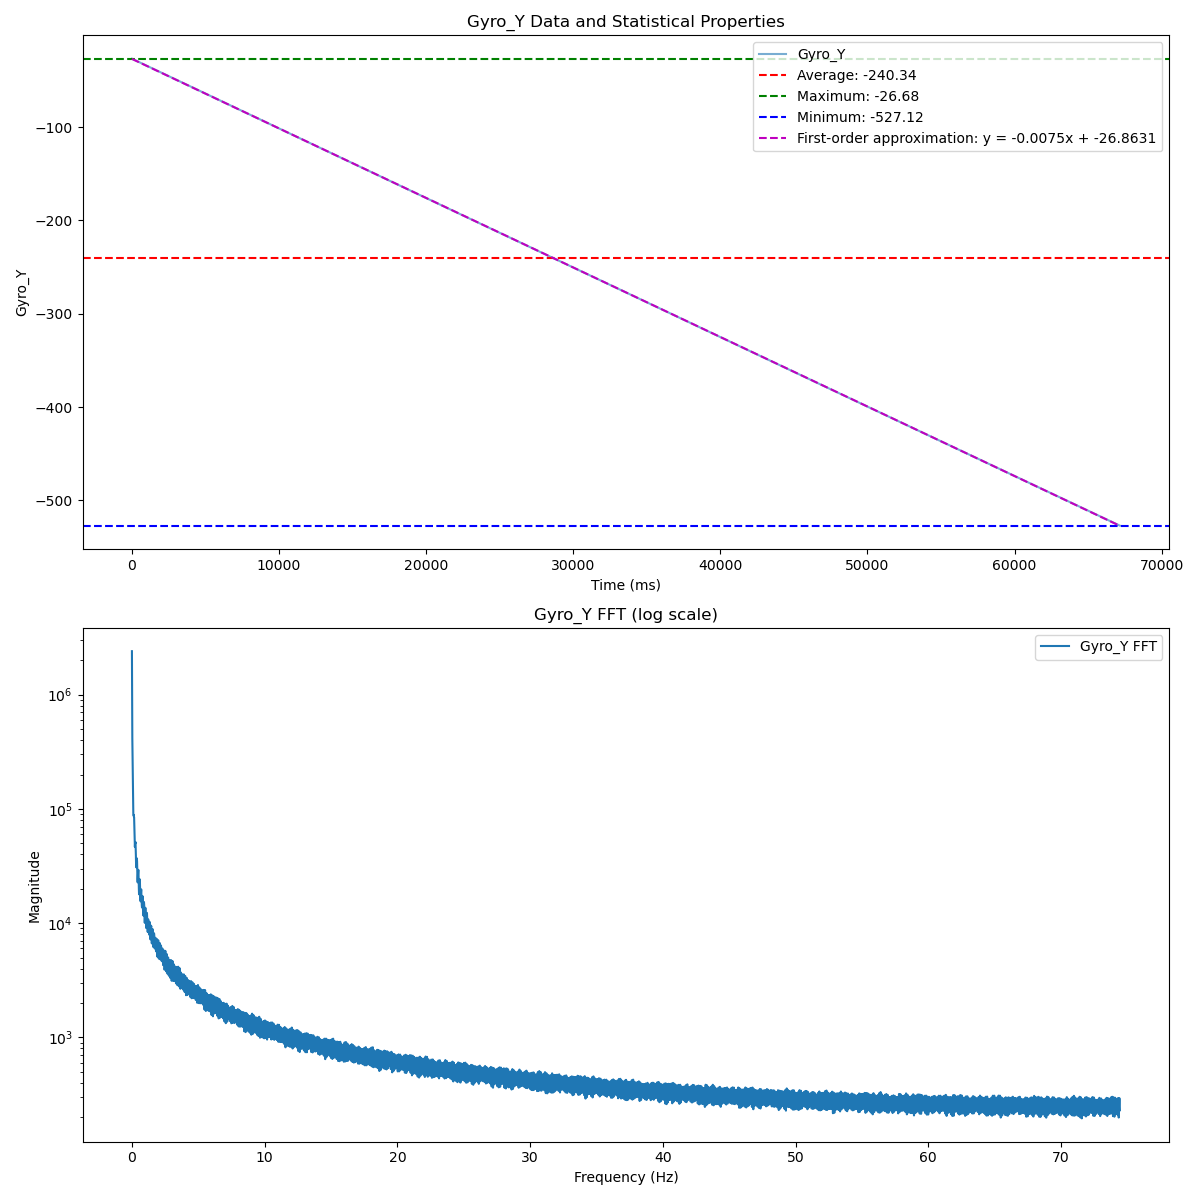 Gyro_Y Data and Statistical Properties
Gyro_Y
Average: -240.34
Maximum: -26.68
Minimum: -527.12
First-order approximation: y = -0.0075x + -26.8631
−100
−200
−300
−400
−500
Gyro_Y
0 10000 20000 30000 40000 50000 60000 70000
Time (ms)
Gyro_Y FFT (log scale)
Gyro_Y FFT
10⁶
10⁵
10⁴
10³
Magnitude
0 10 20 30 40 50 60 70
Frequency (Hz)